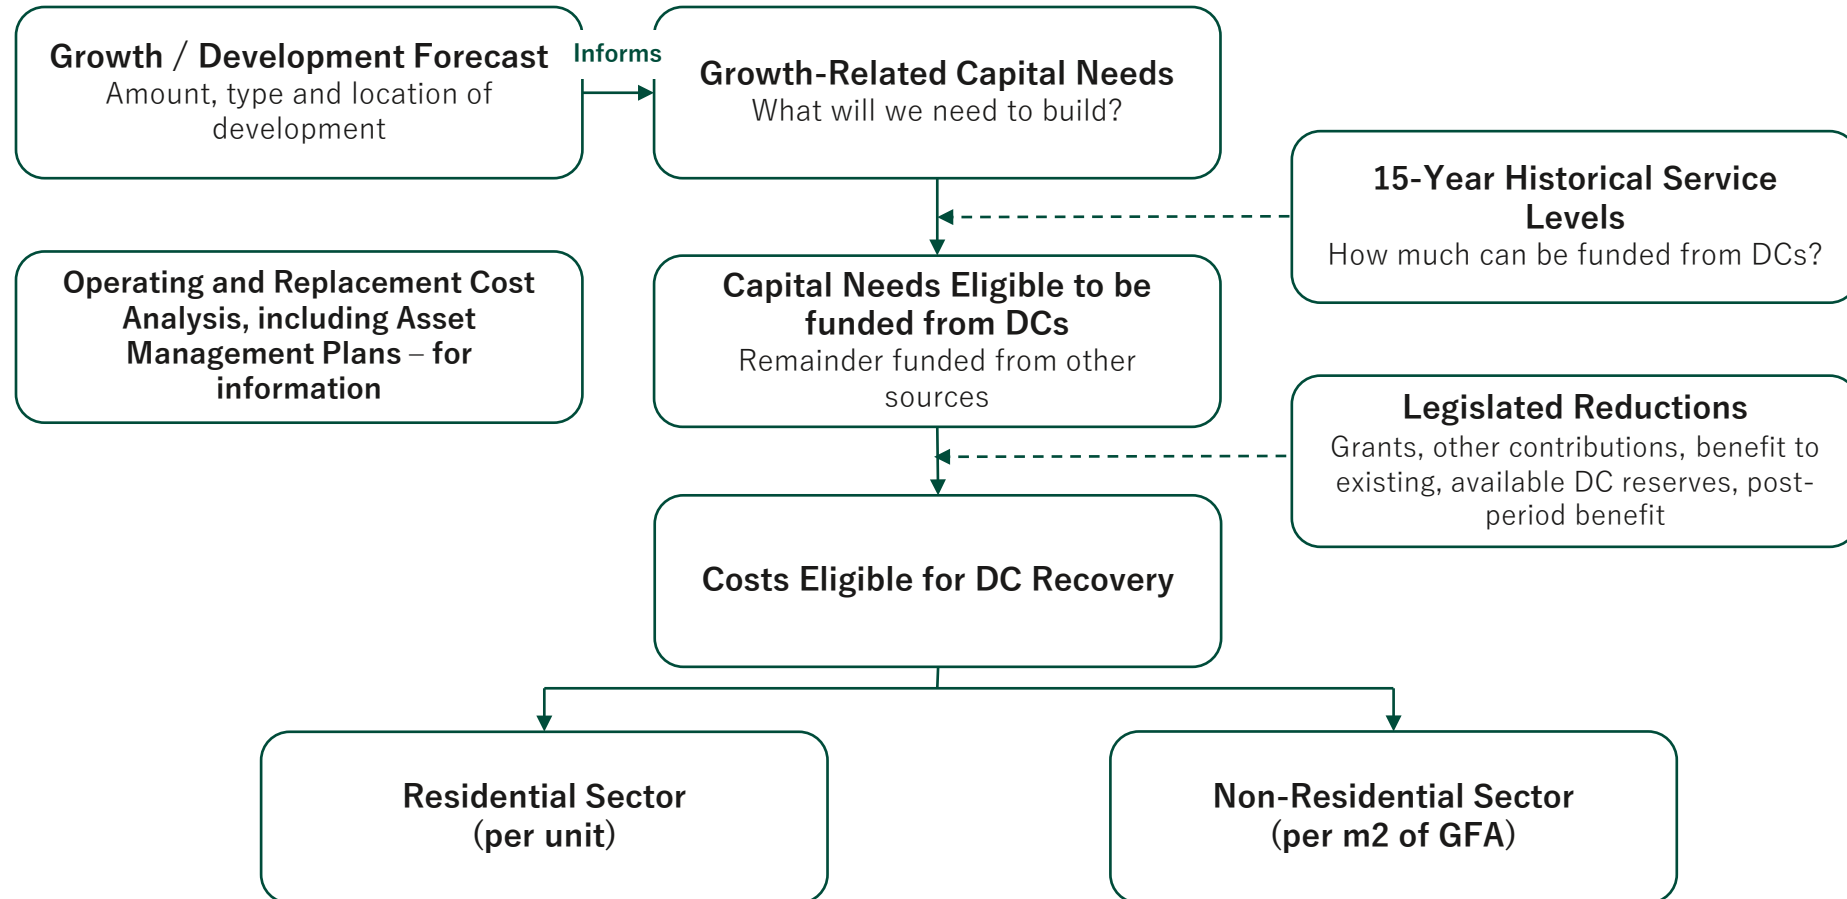 Growth / Development Forecast
Amount, type and location of
development
Informs
Growth-Related Capital Needs
What will we need to build?
15-Year Historical Service
Levels
How much can be funded from DCs?
Operating and Replacement Cost
Analysis, including Asset
Management Plans – for
information
Capital Needs Eligible to be
funded from DCs
Remainder funded from other
sources
Legislated Reductions
Grants, other contributions, benefit to
existing, available DC reserves, post-
period benefit
Costs Eligible for DC Recovery
Residential Sector
(per unit)
Non-Residential Sector
(per m2 of GFA)